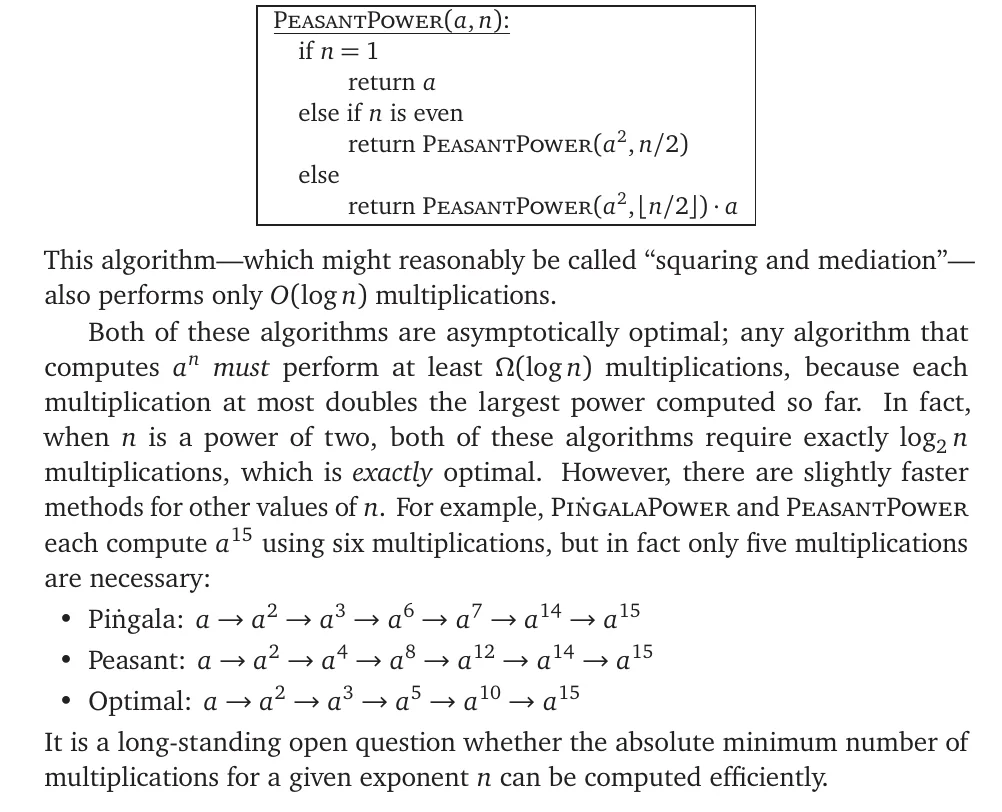 PEASANTPOWER(a, n):
if n = 1
return a
else if n is even
return PEASANTPOWER(a², n/2)
else
return PEASANTPOWER(a², ⌊n/2⌋) · a
This algorithm—which might reasonably be called “squaring and mediation”—
also performs only O(log n) multiplications.
Both of these algorithms are asymptotically optimal; any algorithm that
computes aⁿ must perform at least Ω(log n) multiplications, because each
multiplication at most doubles the largest power computed so far. In fact,
when n is a power of two, both of these algorithms require exactly log₂ n
multiplications, which is exactly optimal. However, there are slightly faster
methods for other values of n. For example, PIṄGALAPOWER and PEASANTPOWER
each compute a¹⁵ using six multiplications, but in fact only five multiplications
are necessary:
• Piṅgala: a → a² → a³ → a⁶ → a⁷ → a¹⁴ → a¹⁵
• Peasant: a → a² → a⁴ → a⁸ → a¹² → a¹⁴ → a¹⁵
• Optimal: a → a² → a³ → a⁵ → a¹⁰ → a¹⁵
It is a long-standing open question whether the absolute minimum number of
multiplications for a given exponent n can be computed efficiently.